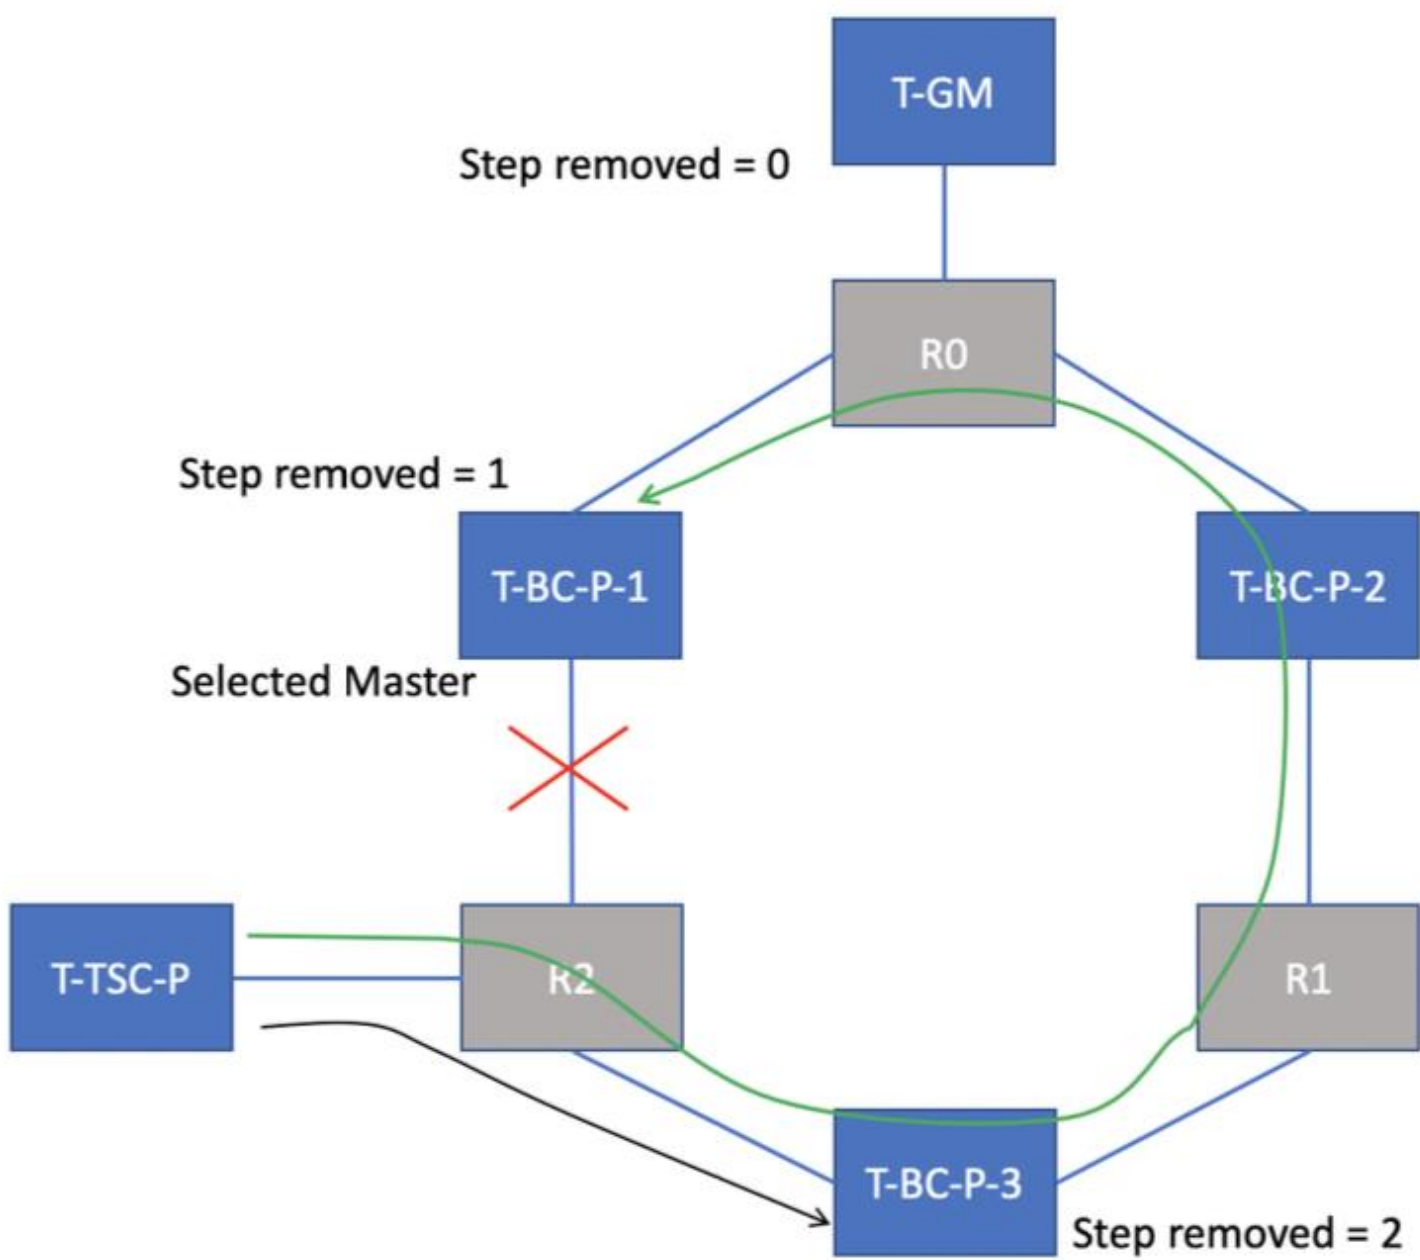 T-GM
Step removed = 0
R0
Step removed = 1
T-BC-P-1
T-BC-P-2
Selected Master
T-TSC-P
R2
R1
T-BC-P-3
Step removed = 2